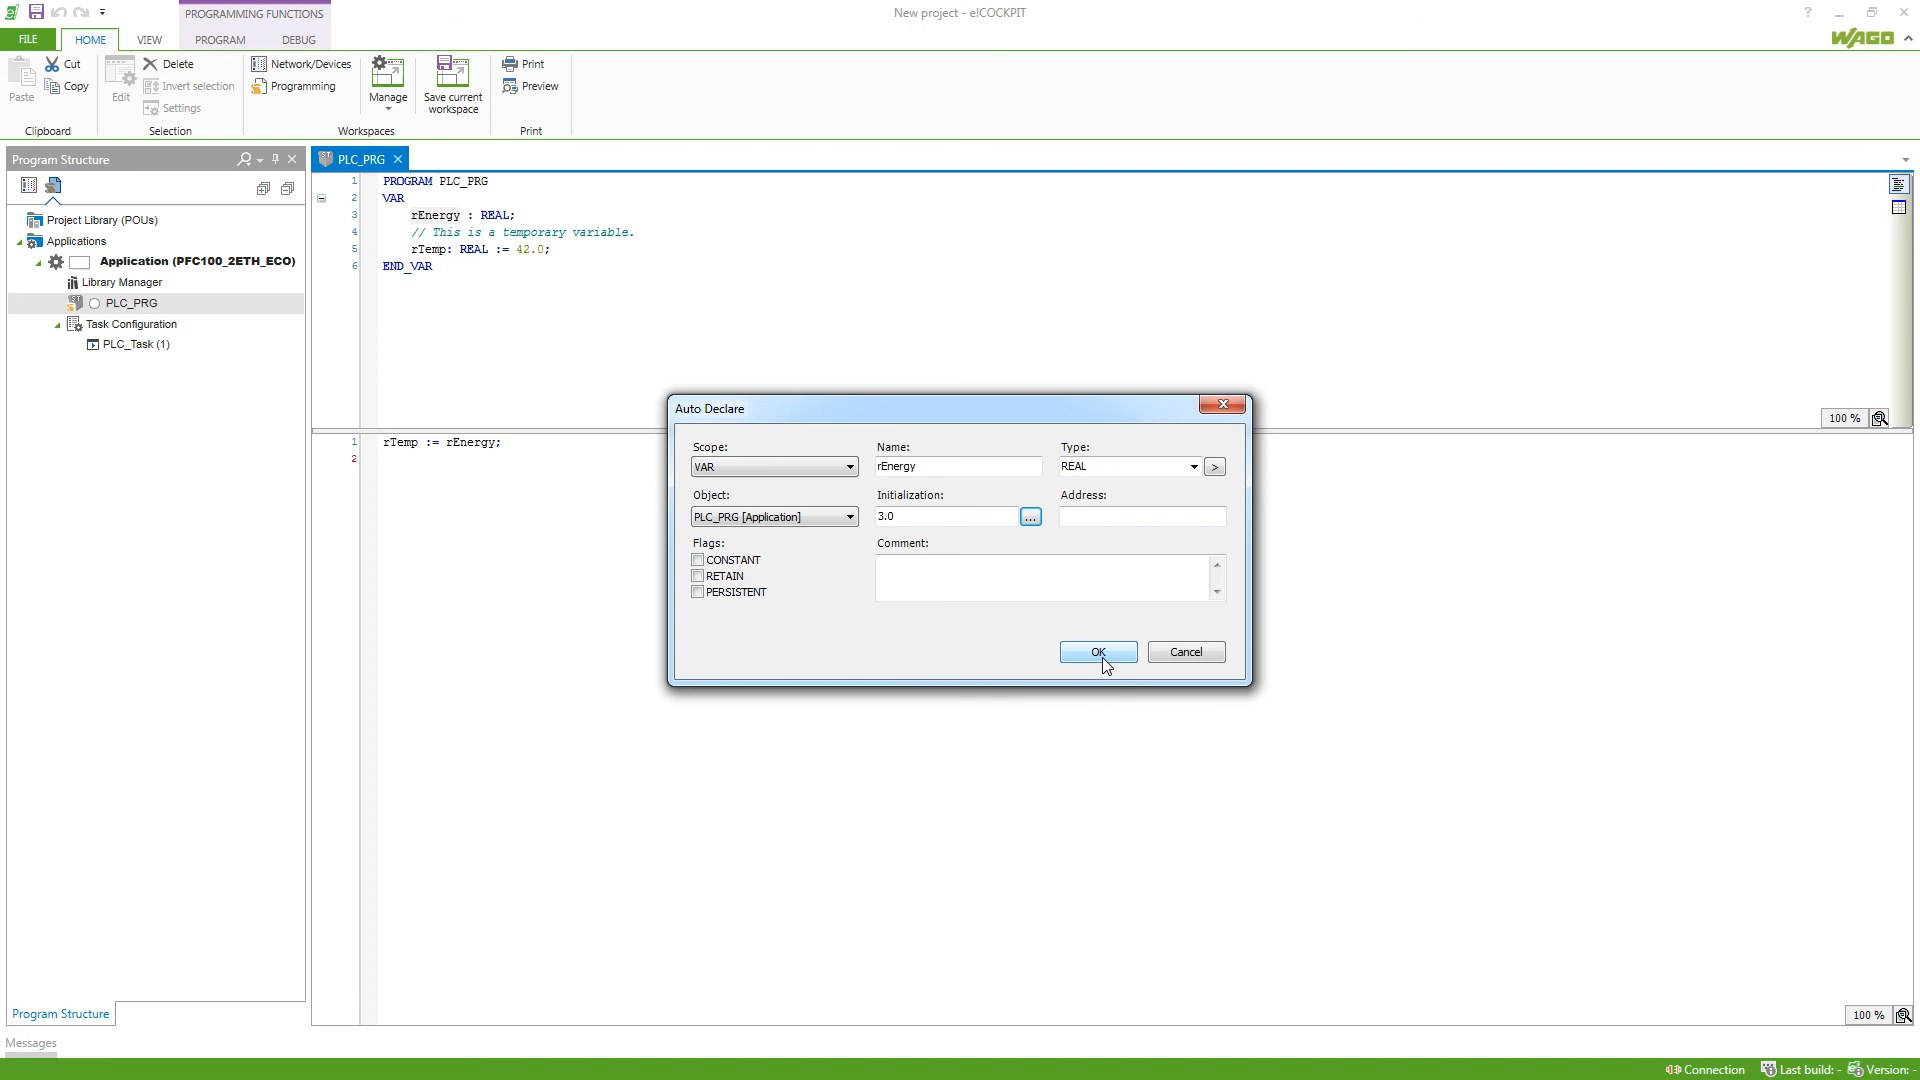 PROGRAMMING FUNCTIONS
New project - e!COCKPIT
FILE HOME VIEW PROGRAM DEBUG
WAGO
Paste
Cut
Copy
Clipboard
Edit
Delete
Invert selection
Settings
Selection
Network/Devices
Programming
Manage
Save current
workspace
Workspaces
Print
Preview
Print
Program Structure
Project Library (POUs)
Applications
Application (PFC100_2ETH_ECO)
Library Manager
PLC_PRG
Task Configuration
PLC_Task (1)
PLC_PRG
1 PROGRAM PLC_PRG
2 VAR
3 rEnergy : REAL;
4 // This is a temporary variable.
5 rTemp: REAL := 42.0;
6 END_VAR
100 %
1 rTemp := rEnergy;
2
Auto Declare
Scope: Name: Type:
VAR rEnergy REAL >
Object: Initialization: Address:
PLC_PRG [Application] 3.0 ...
Flags: Comment:
CONSTANT
RETAIN
PERSISTENT
OK Cancel
100 %
Program Structure
Messages
Connection Last build: - Version: -